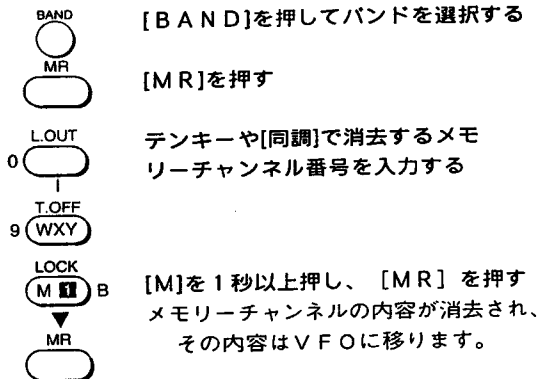 BAND
[BAND]を押してバンドを選択する
MR
[MR]を押す
L.OUT
0
テンキーや[同調]で消去するメモ
リーチャンネル番号を入力する
T.OFF
9 WXY
LOCK
M 1 B
[M]を1秒以上押し、[MR]を押す
メモリーチャンネルの内容が消去され、
その内容はVFOに移ります。
MR